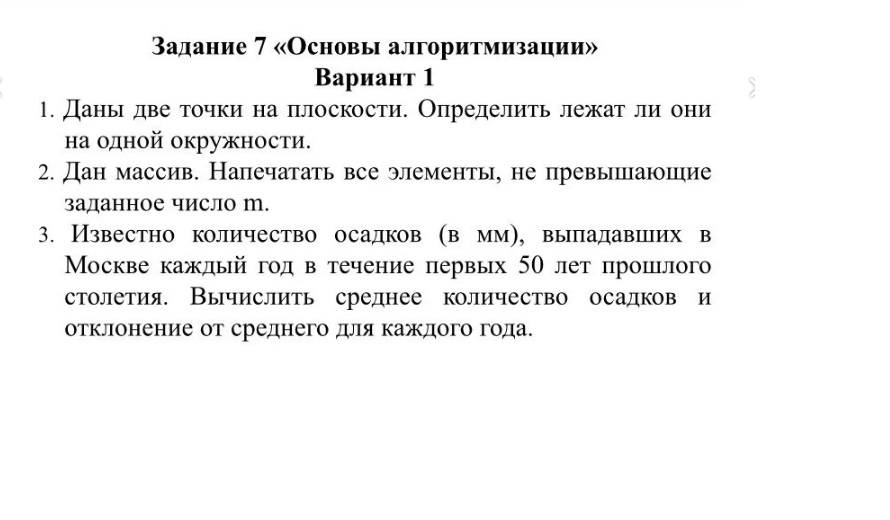 Задание 7 «Основы алгоритмизации»
Вариант 1
1. Даны две точки на плоскости. Определить лежат ли они
на одной окружности.
2. Дан массив. Напечатать все элементы, не превышающие
заданное число m.
3. Известно количество осадков (в мм), выпадавших в
Москве каждый год в течение первых 50 лет прошлого
столетия. Вычислить среднее количество осадков и
отклонение от среднего для каждого года.